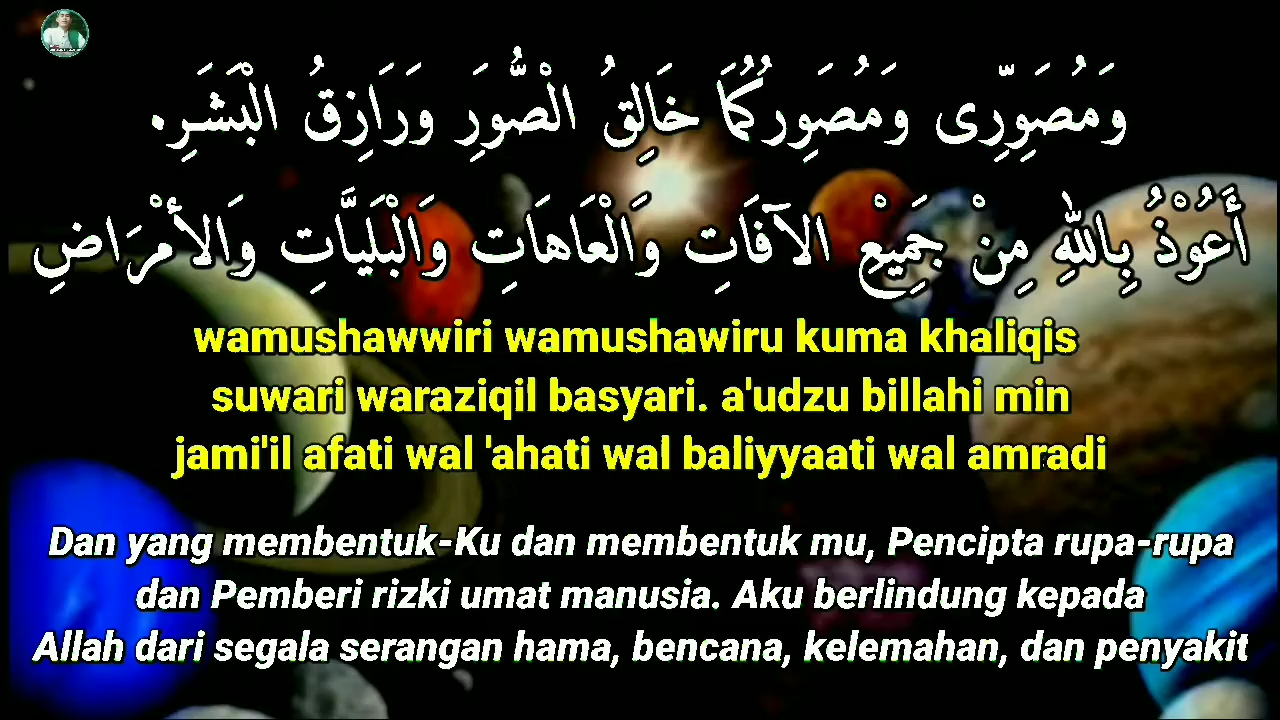 وَمُصَوِّرِى وَمُصَوِرُكُمَا خَالِقُ الْصُّوَرِ وَرَازِقُ الْبَشَرِ.
أَعُوْذُ بِاللهِ مِنْ جَمِيْعْ الآفَاتِ وَالْعَاهَاتِ وَالْبَلَيَّاتِ وَالأمْرَاضِ
wamushawwiri wamushawiru kuma khaliqis
suwari waraziqil basyari. a'udzu billahi min
jami'il afati wal 'ahati wal baliyyaati wal amradi
Dan yang membentuk-Ku dan membentuk mu, Pencipta rupa-rupa
dan Pemberi rizki umat manusia. Aku berlindung kepada
Allah dari segala serangan hama, bencana, kelemahan, dan penyakit